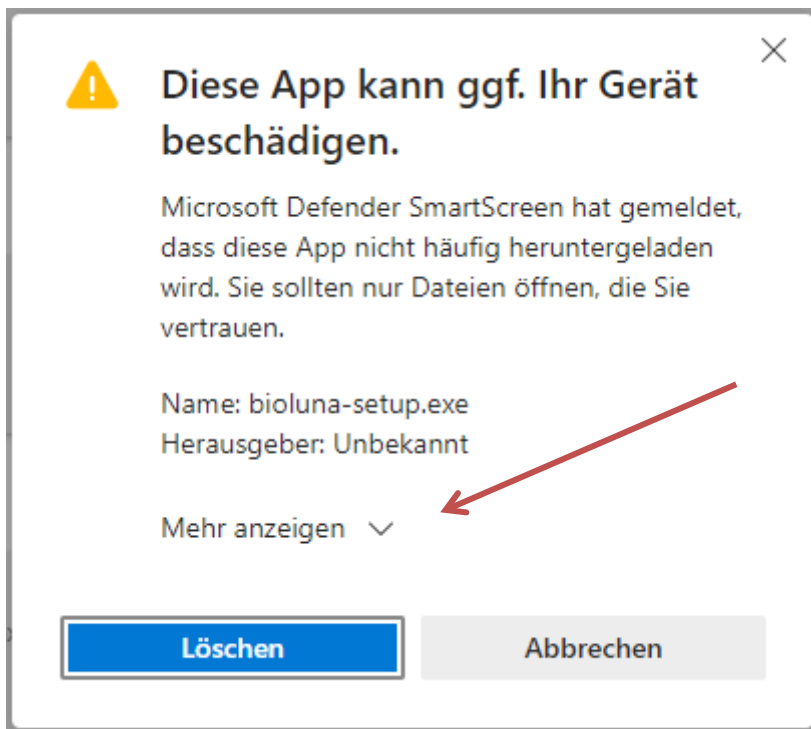 Diese App kann ggf. Ihr Gerät
beschädigen.
Microsoft Defender SmartScreen hat gemeldet,
dass diese App nicht häufig heruntergeladen
wird. Sie sollten nur Dateien öffnen, die Sie
vertrauen.
Name: bioluna-setup.exe
Herausgeber: Unbekannt
Mehr anzeigen
Löschen
Abbrechen